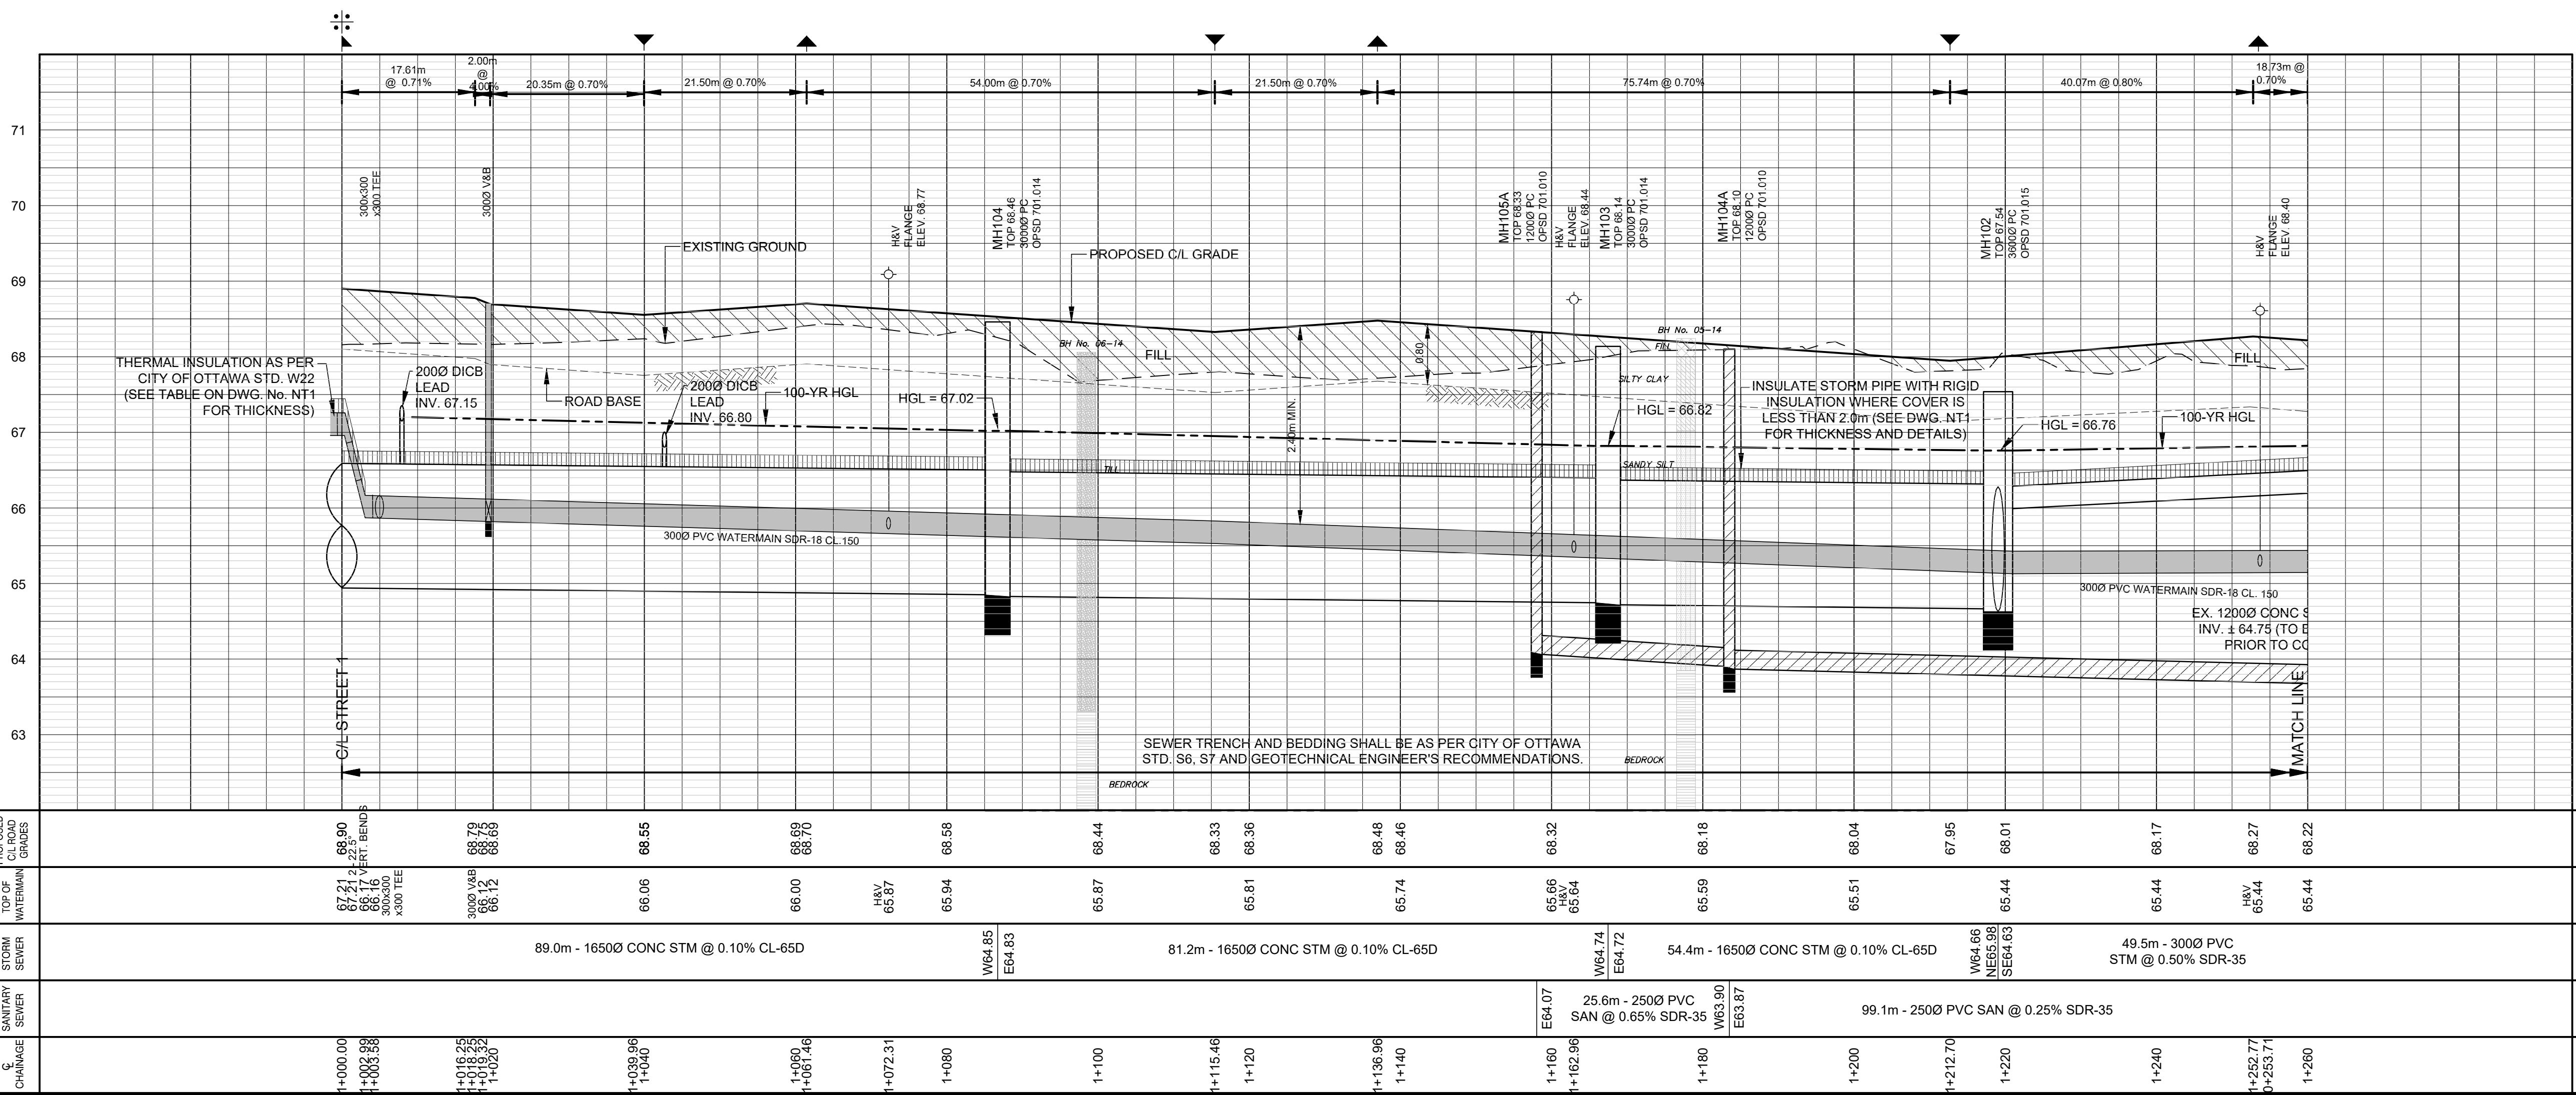 17.61m
@ 0.71%
2.00m
@
4.00%
20.35m @ 0.70%
21.50m @ 0.70%
54.00m @ 0.70%
21.50m @ 0.70%
75.74m @ 0.70%
40.07m @ 0.80%
18.73m @
0.70%
71
70
69
68
67
66
65
64
63
300x300
x300 TEE
300Ø V&B
H&V
FLANGE
ELEV. 68.77
MH104
TOP 68.46
3000Ø PC
OPSD 701.014
MH105A
TOP 68.33
1200Ø PC
OPSD 701.010
H&V
FLANGE
ELEV. 68.44
MH103
TOP 68.14
3000Ø PC
OPSD 701.014
MH104A
TOP 68.10
1200Ø PC
OPSD 701.010
MH102
TOP 67.54
3600Ø PC
OPSD 701.015
H&V
FLANGE
ELEV. 68.40
EXISTING GROUND
PROPOSED C/L GRADE
THERMAL INSULATION AS PER
CITY OF OTTAWA STD. W22
(SEE TABLE ON DWG. No. NT1
FOR THICKNESS)
200Ø DICB
LEAD
INV. 67.15
ROAD BASE
200Ø DICB
LEAD
INV. 66.80
100-YR HGL
HGL = 67.02
BH No. 06-14
FILL
TILL
2.40m MIN.
0.80
BH No. 05-14
FILL
SILTY CLAY
HGL = 66.82
SANDY SILT
INSULATE STORM PIPE WITH RIGID
INSULATION WHERE COVER IS
LESS THAN 2.0m (SEE DWG. NT1
FOR THICKNESS AND DETAILS)
HGL = 66.76
100-YR HGL
FILL
300Ø PVC WATERMAIN SDR-18 CL.150
300Ø PVC WATERMAIN SDR-18 CL. 150
EX. 1200Ø CONC S
INV. ± 64.75 (TO B
PRIOR TO CO
C/L STREET 1
MATCH LINE
SEWER TRENCH AND BEDDING SHALL BE AS PER CITY OF OTTAWA
STD. S6, S7 AND GEOTECHNICAL ENGINEER'S RECOMMENDATIONS.
BEDROCK
BEDROCK
C/L ROAD
GRADES
68.90
68.79
68.75
68.69
68.55
68.69
68.70
68.58
68.44
68.33
68.36
68.48
68.46
68.32
68.18
68.04
67.95
68.01
68.17
68.27
68.22
TOP OF
WATERMAIN
67.21
67.21 2 - 22.5°
66.17 VERT. BENDS
66.16
300x300
x300 TEE
300Ø V&B
66.12
66.12
66.06
66.00
H&V
65.87
65.94
65.87
65.81
65.74
65.66
H&V
65.64
65.59
65.51
65.44
65.44
H&V
65.44
65.44
STORM
SEWER
89.0m - 1650Ø CONC STM @ 0.10% CL-65D
W64.85
E64.83
81.2m - 1650Ø CONC STM @ 0.10% CL-65D
W64.74
E64.72
54.4m - 1650Ø CONC STM @ 0.10% CL-65D
W64.66
NE65.98
SE64.63
49.5m - 300Ø PVC
STM @ 0.50% SDR-35
SANITARY
SEWER
E64.07
25.6m - 250Ø PVC
SAN @ 0.65% SDR-35
W63.90
E63.87
99.1m - 250Ø PVC SAN @ 0.25% SDR-35
℄
CHAINAGE
1+000.00
1+002.99
1+003.58
1+016.25
1+018.25
1+019.32
1+020
1+039.96
1+040
1+060
1+061.46
1+072.31
1+080
1+100
1+115.46
1+120
1+136.96
1+140
1+160
1+162.96
1+180
1+200
1+212.70
1+220
1+240
1+252.77
0+253.71
1+260